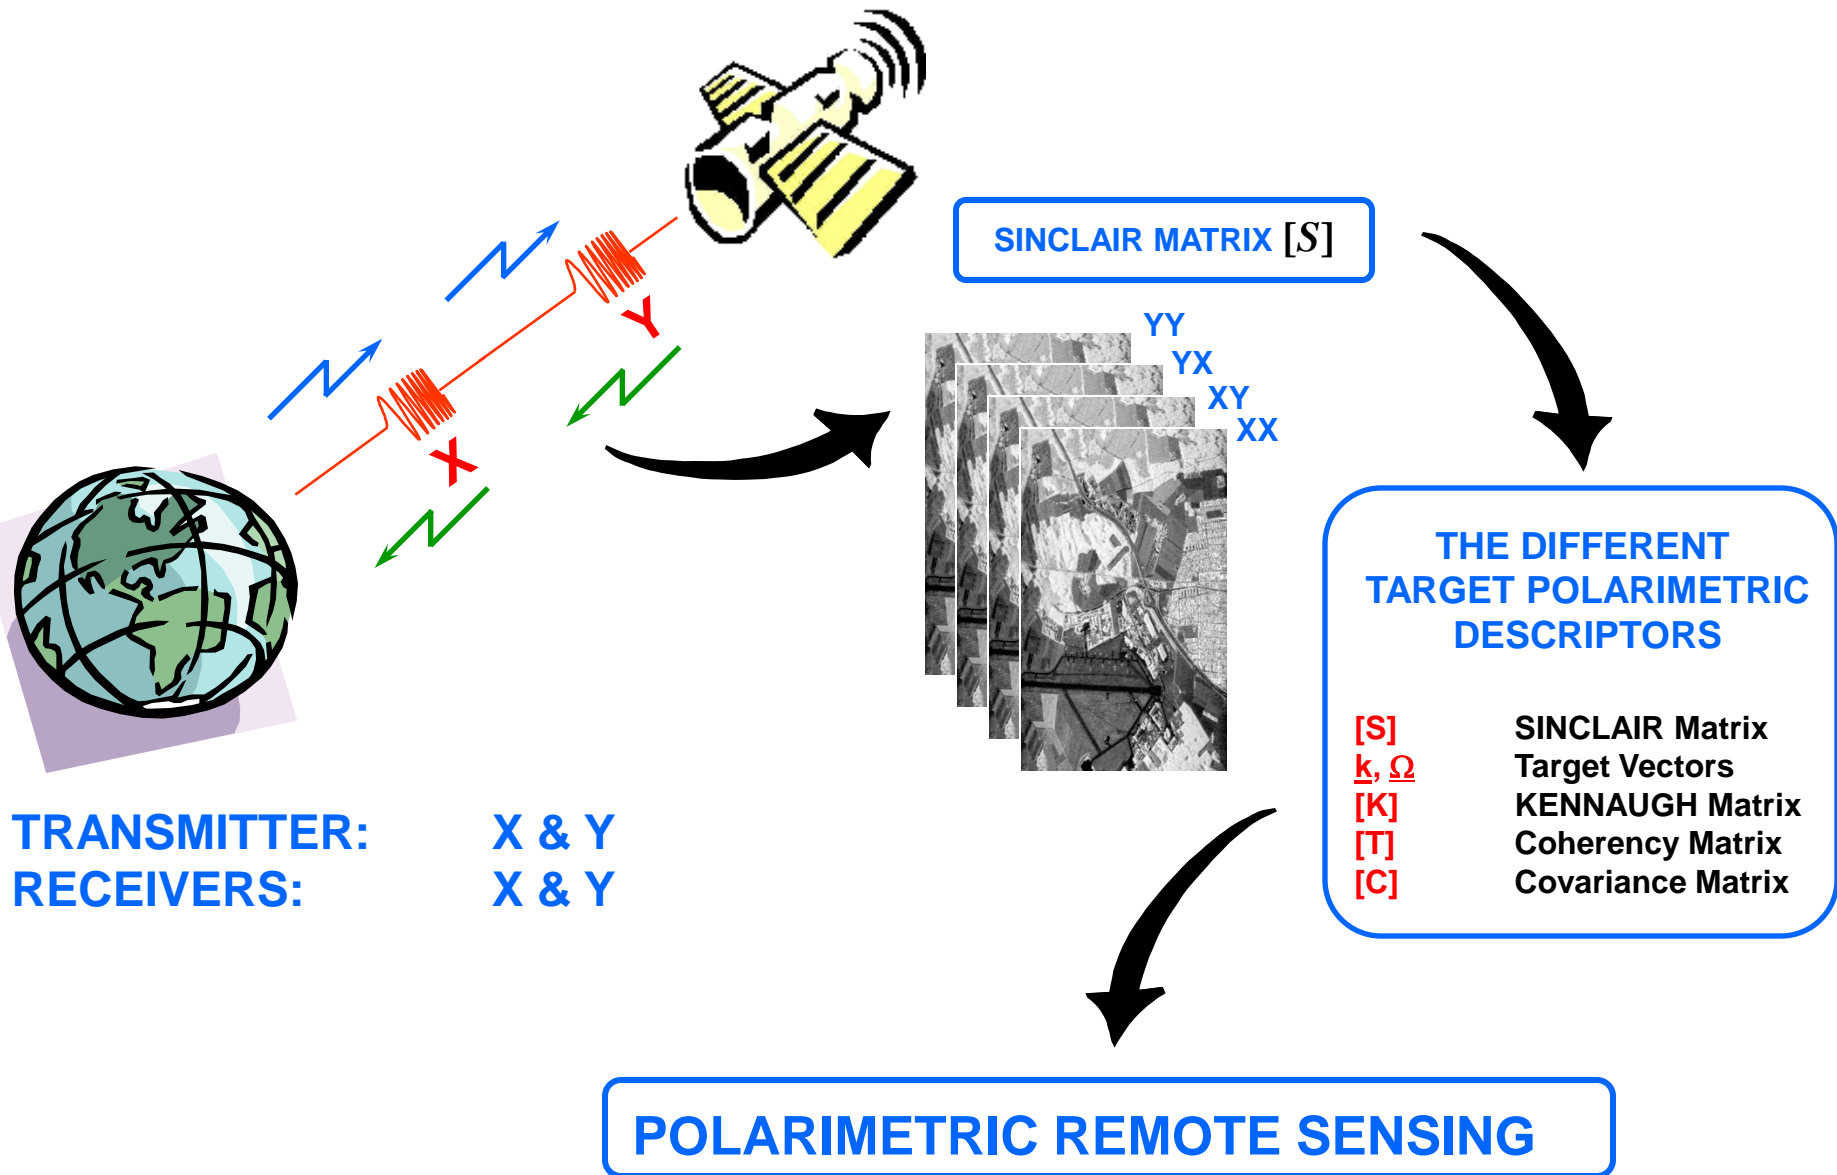 SINCLAIR MATRIX [S]
Y
X
YY
YX
XY
XX
THE DIFFERENT
TARGET POLARIMETRIC
DESCRIPTORS
[S] SINCLAIR Matrix
k, Ω Target Vectors
[K] KENNAUGH Matrix
[T] Coherency Matrix
[C] Covariance Matrix
TRANSMITTER: X & Y
RECEIVERS: X & Y
POLARIMETRIC REMOTE SENSING